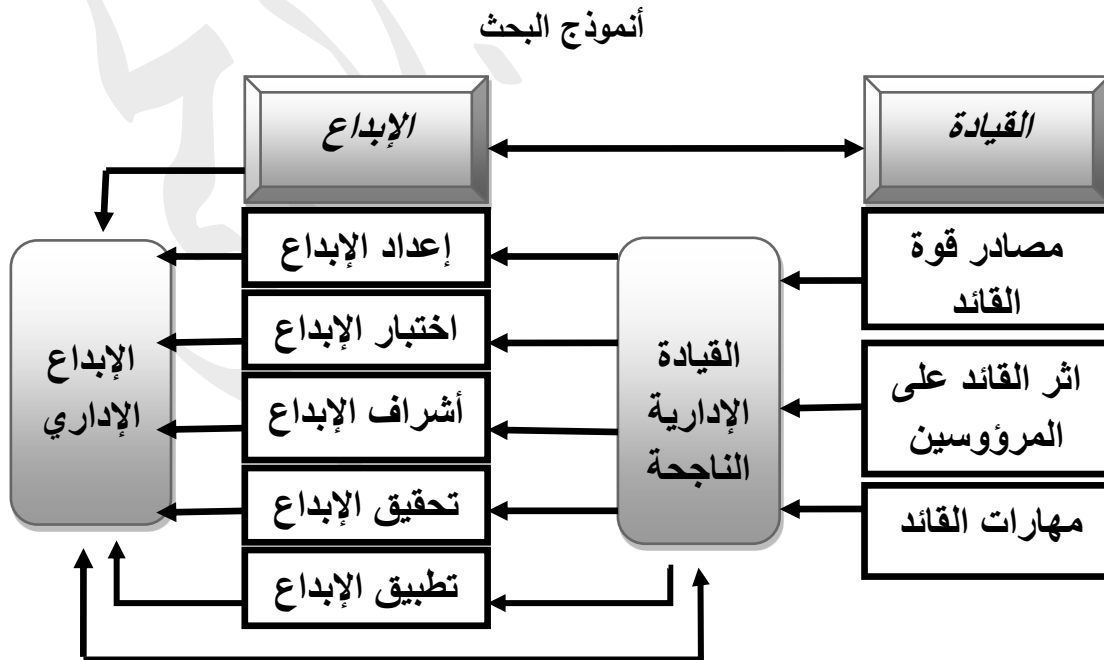 أنموذج البحث
القيادة
الإبداع
مصادر قوة
القائد
اثر القائد على
المرؤوسين
مهارات القائد
القيادة
الإدارية
الناجحة
إعداد الإبداع
اختبار الإبداع
أشراف الإبداع
تحقيق الإبداع
تطبيق الإبداع
الإبداع
الإداري